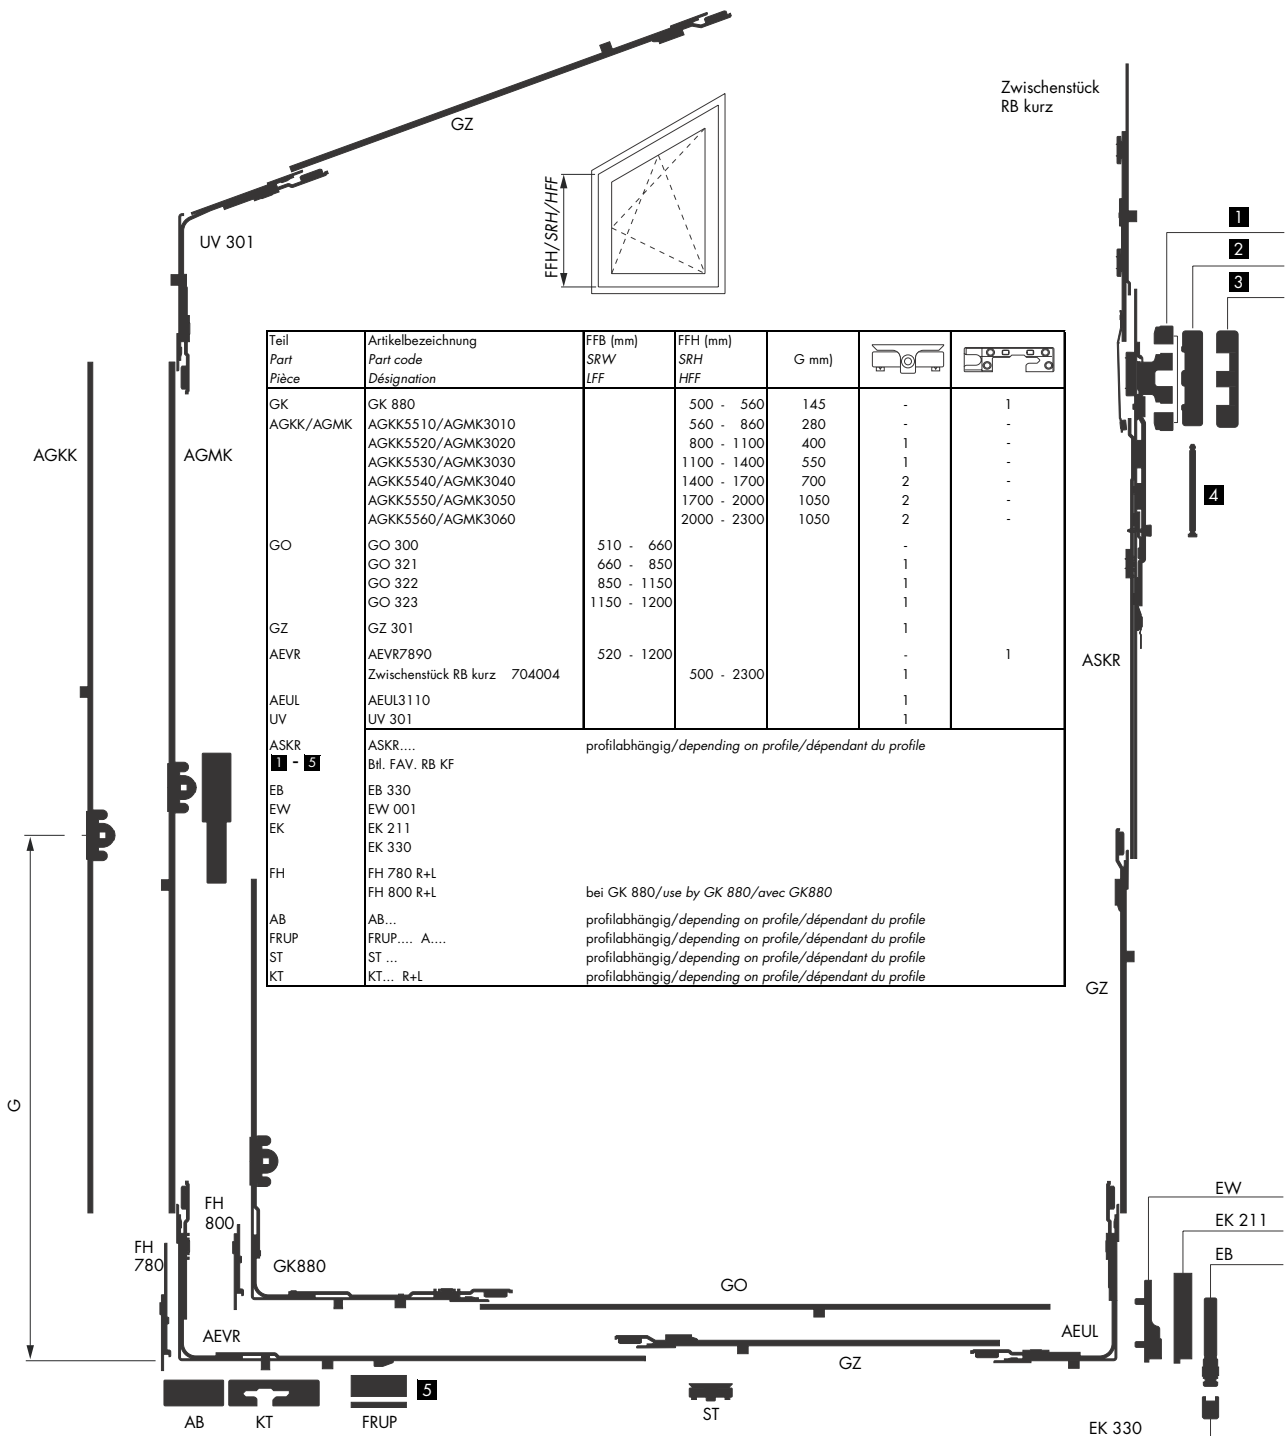 GZ
Zwischenstück
RB kurz
UV 301
FFH/SRH/HFF
1
2
3
4
AGKK
AGMK
ASKR
GZ
G
Teil Artikelbezeichnung FFB (mm) FFH (mm)
Part Part code SRW SRH G mm)
Pièce Désignation LFF HFF
GK GK 880 500 - 560 145 - 1
AGKK/AGMK AGKK5510/AGMK3010 560 - 860 280 - -
AGKK5520/AGMK3020 800 - 1100 400 1 -
AGKK5530/AGMK3030 1100 - 1400 550 1 -
AGKK5540/AGMK3040 1400 - 1700 700 2 -
AGKK5550/AGMK3050 1700 - 2000 1050 2 -
AGKK5560/AGMK3060 2000 - 2300 1050 2 -
GO GO 300 510 - 660 -
GO 321 660 - 850 1
GO 322 850 - 1150 1
GO 323 1150 - 1200 1
GZ GZ 301 1
AEVR AEVR7890 520 - 1200 - 1
Zwischenstück RB kurz 704004 500 - 2300 1
AEUL AEUL3110 1
UV UV 301 1
ASKR ASKR.... profilabhängig/depending on profile/dépendant du profile
1 - 5 Btl. FAV. RB KF
EB EB 330
EW EW 001
EK EK 211
EK 330
FH FH 780 R+L
FH 800 R+L bei GK 880/use by GK 880/avec GK880
AB AB... profilabhängig/depending on profile/dépendant du profile
FRUP FRUP.... A.... profilabhängig/depending on profile/dépendant du profile
ST ST ... profilabhängig/depending on profile/dépendant du profile
KT KT... R+L profilabhängig/depending on profile/dépendant du profile
FH
800
FH
780
GK880
GO
AEVR
GZ
AEUL
EW
EK 211
EB
AB
KT
FRUP
5
ST
EK 330